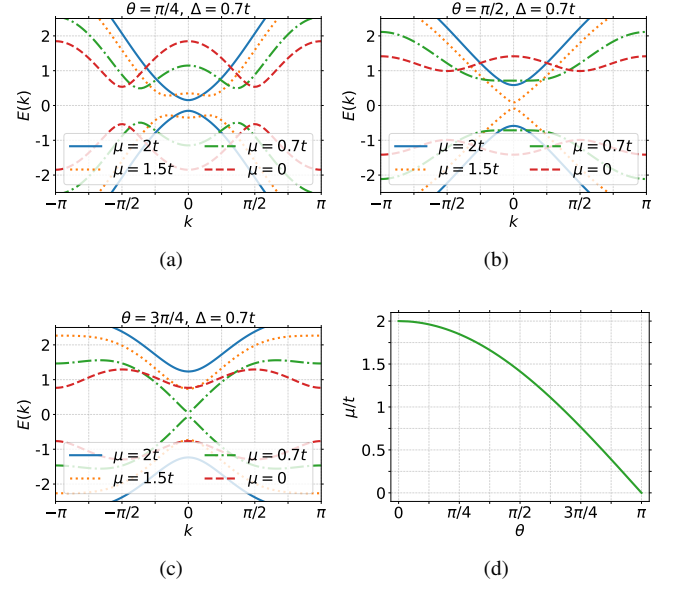 θ = π/4, Δ = 0.7t
E(k)
2
1
0
-1
-2
μ = 2t
μ = 1.5t
μ = 0.7t
μ = 0
−π
−π/2
0
π/2
π
k
(a)
θ = π/2, Δ = 0.7t
E(k)
2
1
0
-1
-2
μ = 2t
μ = 1.5t
μ = 0.7t
μ = 0
−π
−π/2
0
π/2
π
k
(b)
θ = 3π/4, Δ = 0.7t
E(k)
2
1
0
-1
-2
μ = 2t
μ = 1.5t
μ = 0.7t
μ = 0
−π
−π/2
0
π/2
π
k
(c)
μ/t
2
1.5
1
0.5
0
0
π/4
π/2
3π/4
π
θ
(d)